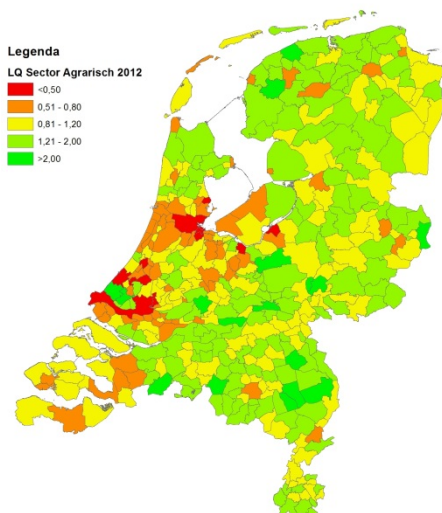 Legenda
LQ Sector Agrarisch 2012
<0,50
0,51 - 0,80
0,81 - 1,20
1,21 - 2,00
>2,00